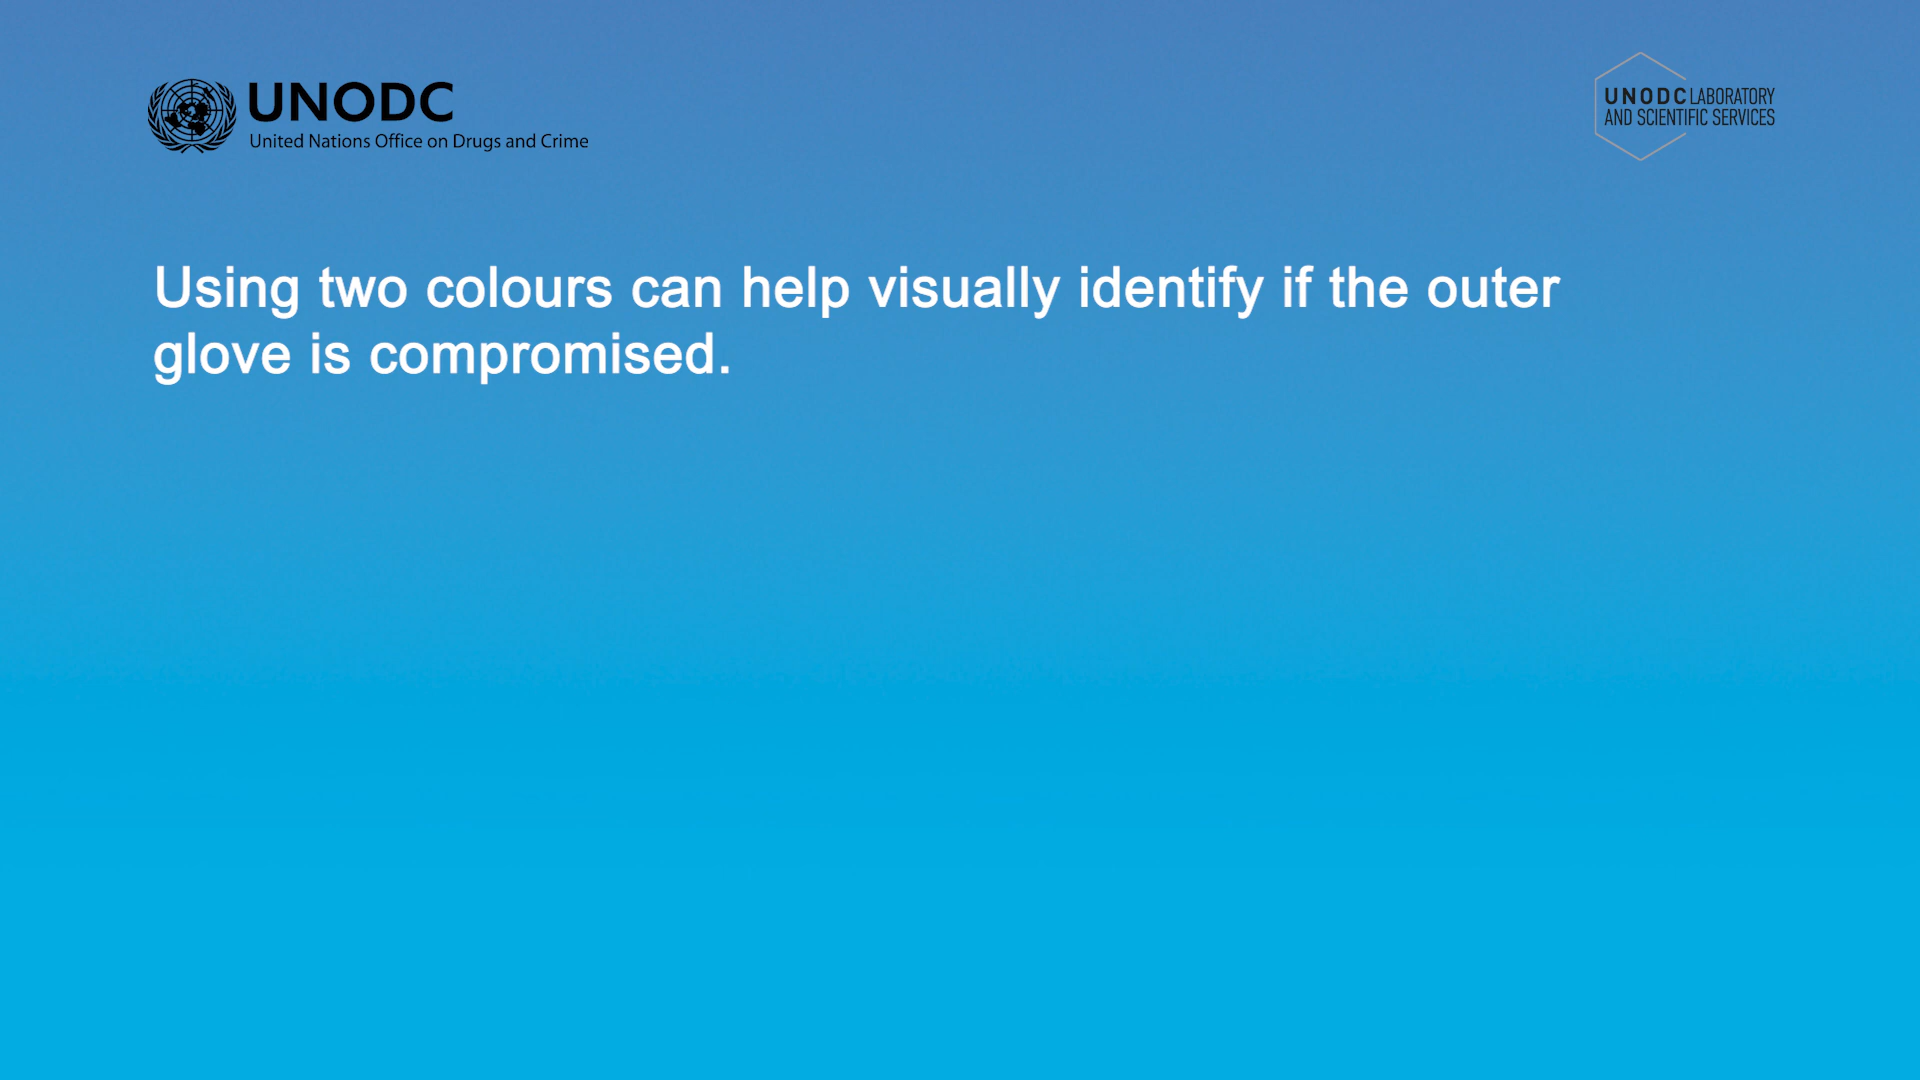 UNODC
United Nations Office on Drugs and Crime
UNODC LABORATORY
AND SCIENTIFIC SERVICES
Using two colours can help visually identify if the outer
glove is compromised.